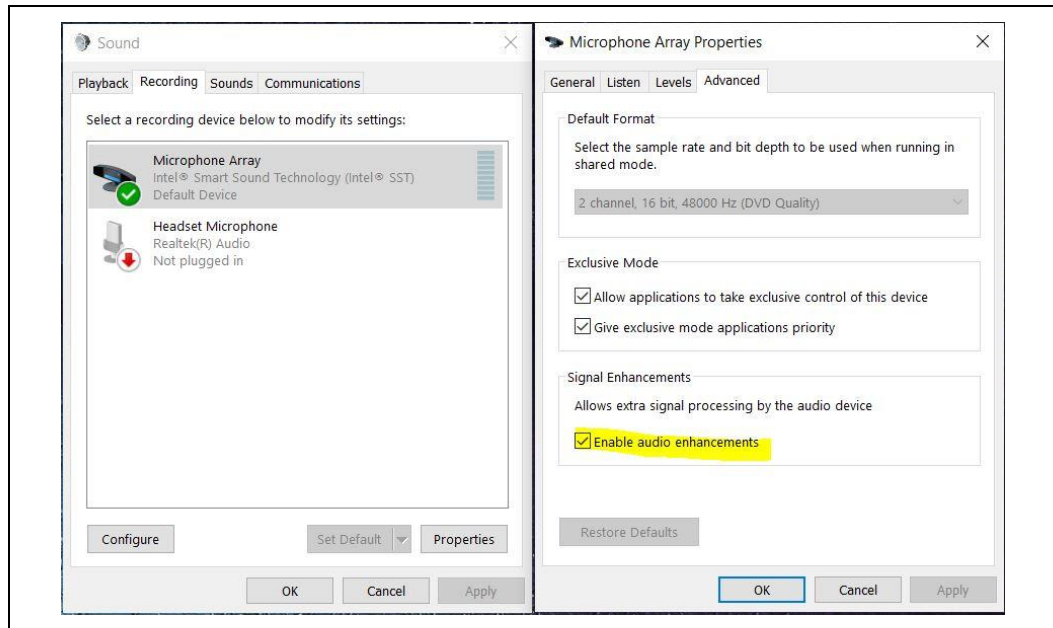 Sound
Playback Recording Sounds Communications
Select a recording device below to modify its settings:
Microphone Array
Intel® Smart Sound Technology (Intel® SST)
Default Device
Headset Microphone
Realtek(R) Audio
Not plugged in
Configure Set Default Properties
OK Cancel Apply
Microphone Array Properties
General Listen Levels Advanced
Default Format
Select the sample rate and bit depth to be used when running in
shared mode.
2 channel, 16 bit, 48000 Hz (DVD Quality)
Exclusive Mode
Allow applications to take exclusive control of this device
Give exclusive mode applications priority
Signal Enhancements
Allows extra signal processing by the audio device
Enable audio enhancements
Restore Defaults
OK Cancel Apply